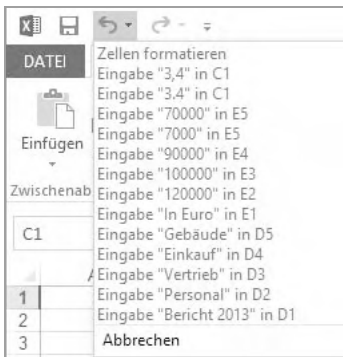 DATEI
Zellen formatieren
Eingabe "3,4" in C1
Eingabe "3.4" in C1
Eingabe "70000" in E5
Eingabe "7000" in E5
Eingabe "90000" in E4
Eingabe "100000" in E3
Eingabe "120000" in E2
Eingabe "In Euro" in E1
Eingabe "Gebäude" in D5
Eingabe "Einkauf" in D4
Eingabe "Vertrieb" in D3
Eingabe "Personal" in D2
Eingabe "Bericht 2013" in D1
Abbrechen
Einfügen
Zwischenab
C1
1
2
3